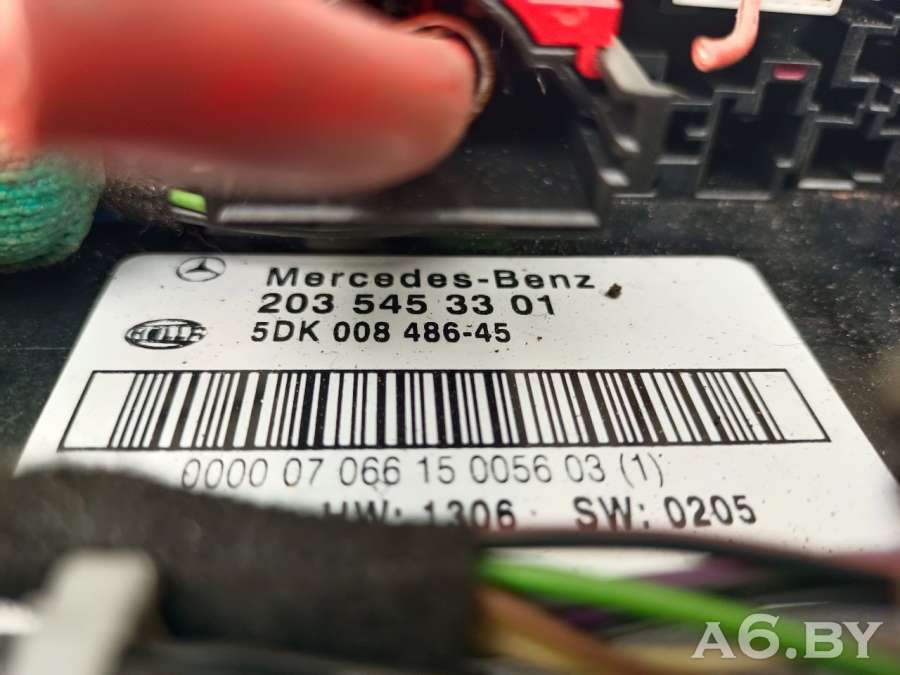 Mercedes-Benz
203 545 33 01
HELLA
5DK 008 486-45
0000 07 066 15 0056 03 (1)
HW: 1306 SW: 0205
A6.BY